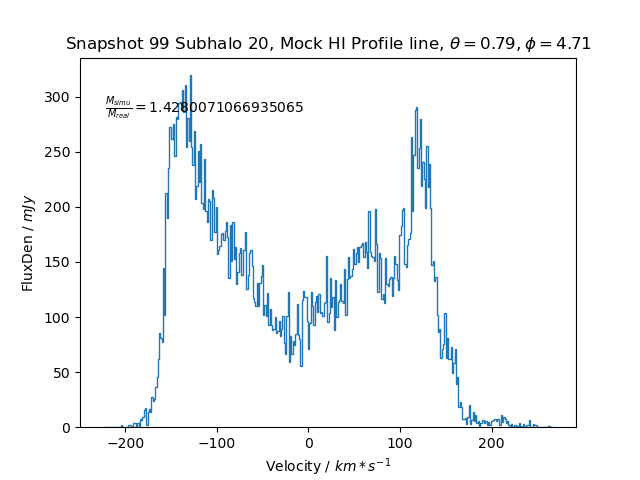 Snapshot 99 Subhalo 20, Mock HI Profile line, θ = 0.79, ϕ = 4.71
M_simu/M_real = 1.4280071066935065
FluxDen / mJy
300
250
200
150
100
50
0
−200 −100 0 100 200
Velocity / km * s⁻¹